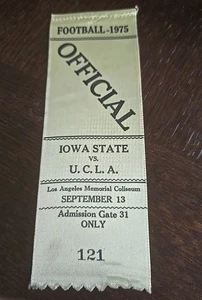 FOOTBALL-1975
OFFICIAL
IOWA STATE
VS.
U.C.L.A.
Los Angeles Memorial Coliseum
SEPTEMBER 13
Admission Gate 31
ONLY
121